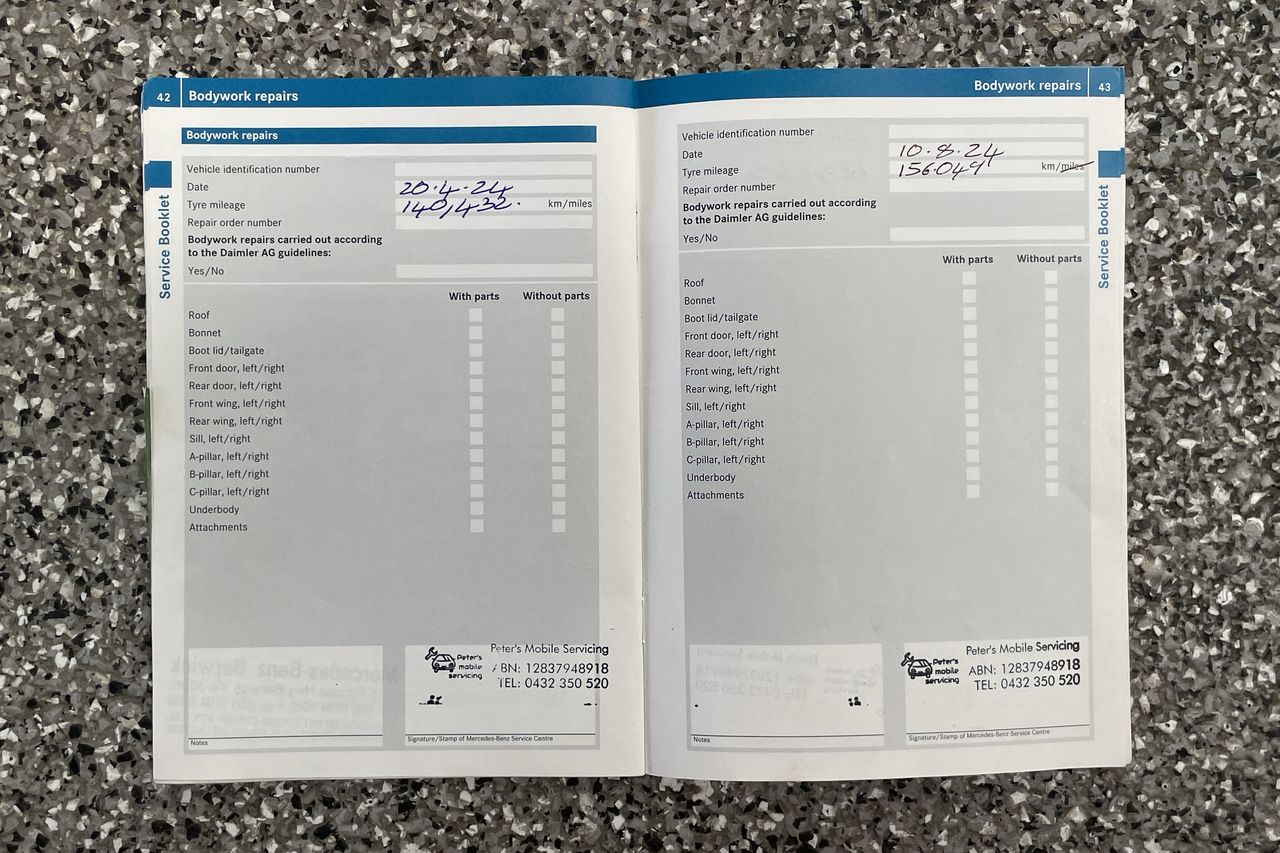 42 Bodywork repairs
Bodywork repairs
Vehicle identification number
Date 20.4.24
Tyre mileage 140,432. km/miles
Repair order number
Bodywork repairs carried out according
to the Daimler AG guidelines:
Yes/No
With parts Without parts
Roof
Bonnet
Boot lid/tailgate
Front door, left/right
Rear door, left/right
Front wing, left/right
Rear wing, left/right
Sill, left/right
A-pillar, left/right
B-pillar, left/right
C-pillar, left/right
Underbody
Attachments
Peter's mobile servicing
Peter's Mobile Servicing
ABN: 12837948918
TEL: 0432 350 520
Notes
Signature/Stamp of Mercedes-Benz Service Centre
Service Booklet
Bodywork repairs 43
Vehicle identification number
Date 10.8.24
Tyre mileage 156049 km/miles
Repair order number
Bodywork repairs carried out according
to the Daimler AG guidelines:
Yes/No
With parts Without parts
Roof
Bonnet
Boot lid/tailgate
Front door, left/right
Rear door, left/right
Front wing, left/right
Rear wing, left/right
Sill, left/right
A-pillar, left/right
B-pillar, left/right
C-pillar, left/right
Underbody
Attachments
Peter's mobile servicing
Peter's Mobile Servicing
ABN: 12837948918
TEL: 0432 350 520
Notes
Signature/Stamp of Mercedes-Benz Service Centre
Service Booklet